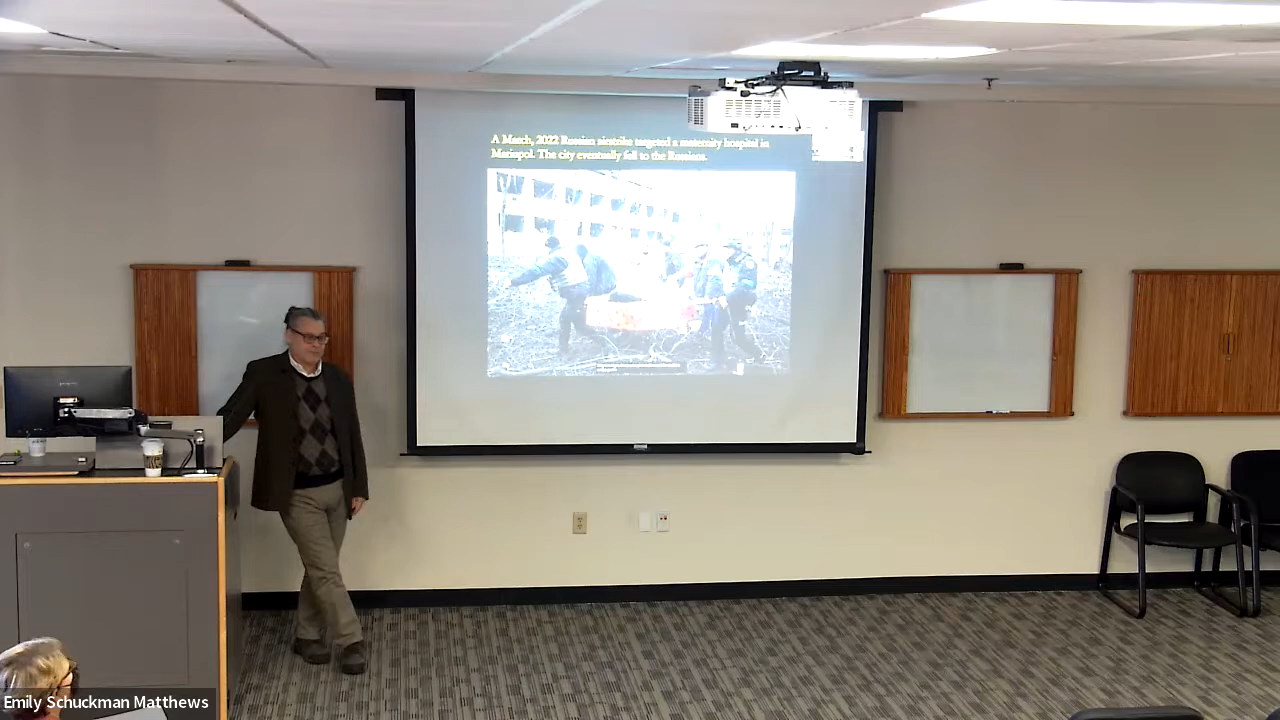 A March, 2022 Russian airstrike targeted a maternity hospital in
Mariupol. The city eventually fell to the Russians.
Emily Schuckman Matthews